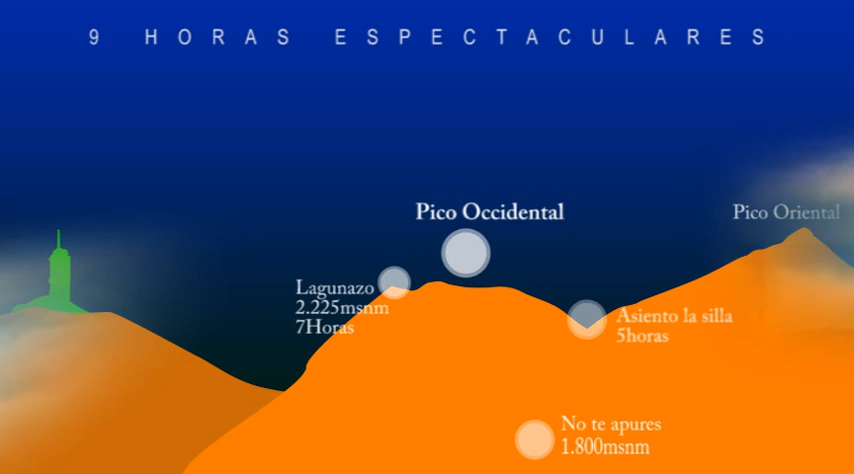 9 HORAS ESPECTACULARES
Pico Occidental
Pico Oriental
Lagunazo
2.225msnm
7Horas
Asiento la silla
5horas
No te apures
1.800msnm